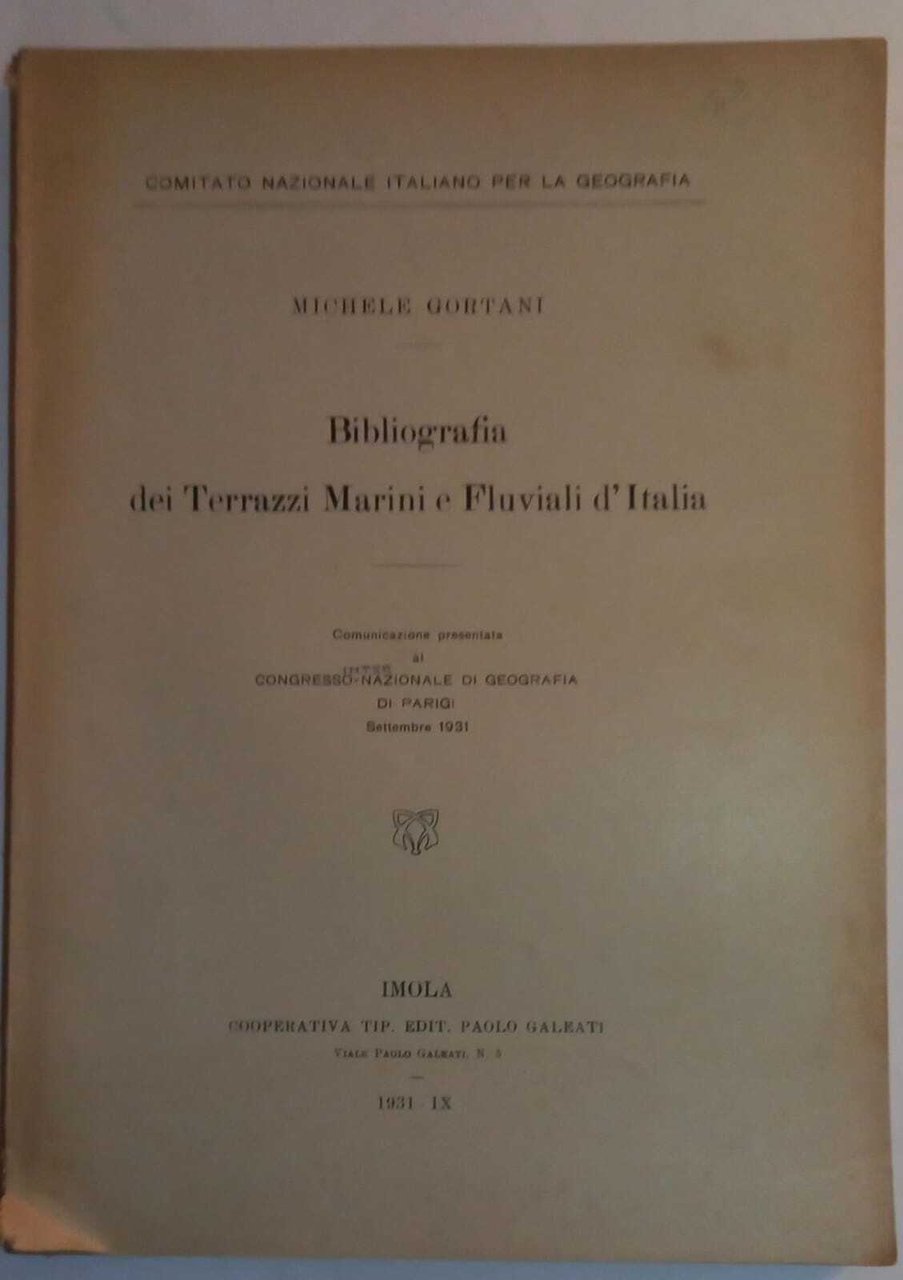 COMITATO NAZIONALE ITALIANO PER LA GEOGRAFIA
MICHELE GORTANI
Bibliografia
dei Terrazzi Marini e Fluviali d'Italia
Comunicazione presentata
al
INTER
CONGRESSO-NAZIONALE DI GEOGRAFIA
DI PARIGI
Settembre 1931
IMOLA
COOPERATIVA TIP. EDIT. PAOLO GALEATI
VIALE PAOLO GALEATI, N. 5
1931 IX